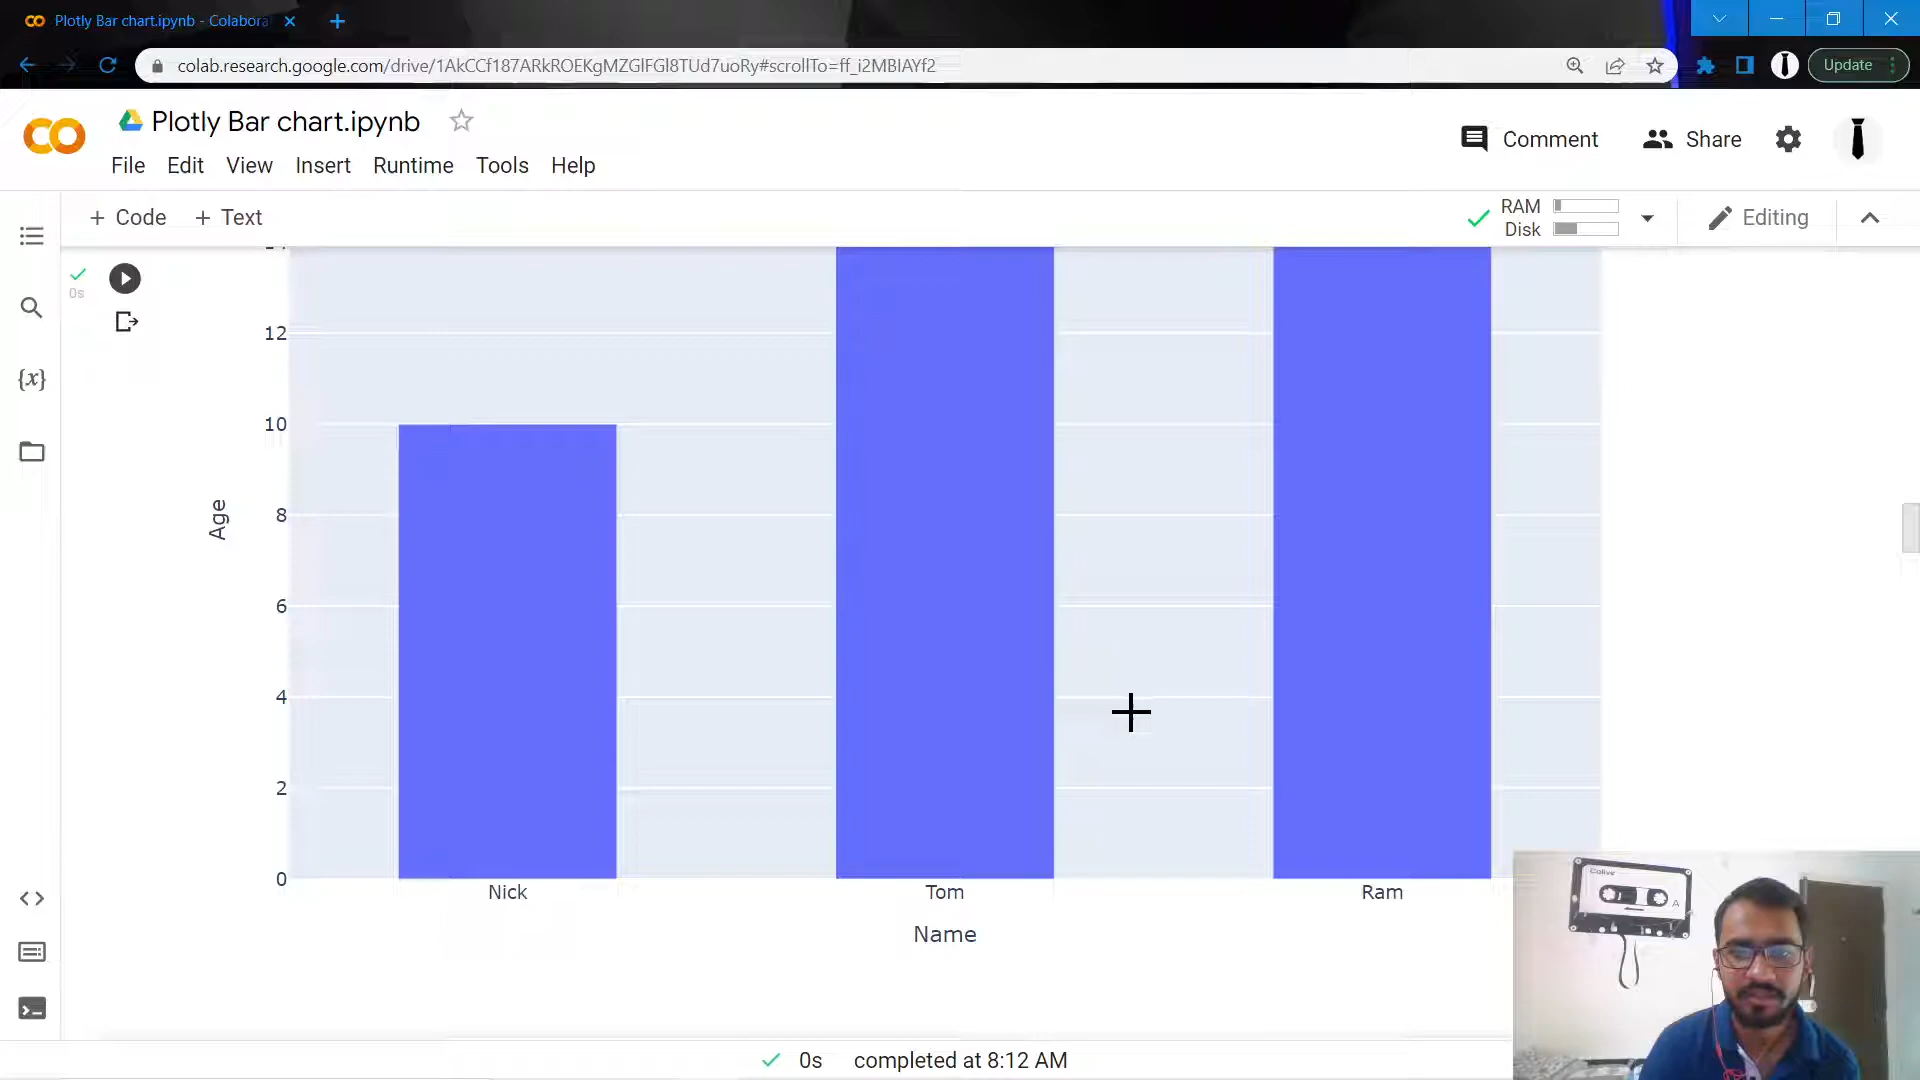 Plotly Bar chart.ipynb - Colabora
colab.research.google.com/drive/1AkCCf187ARkROEKgMZGlFGl8TUd7uoRy#scrollTo=ff_i2MBIAYf2
Update
Plotly Bar chart.ipynb
Comment
Share
File Edit View Insert Runtime Tools Help
+ Code + Text
RAM
Disk
Editing
0s
{x}
12
10
8
6
4
2
0
Age
Nick Tom Ram
Name
Colive
A
0s completed at 8:12 AM